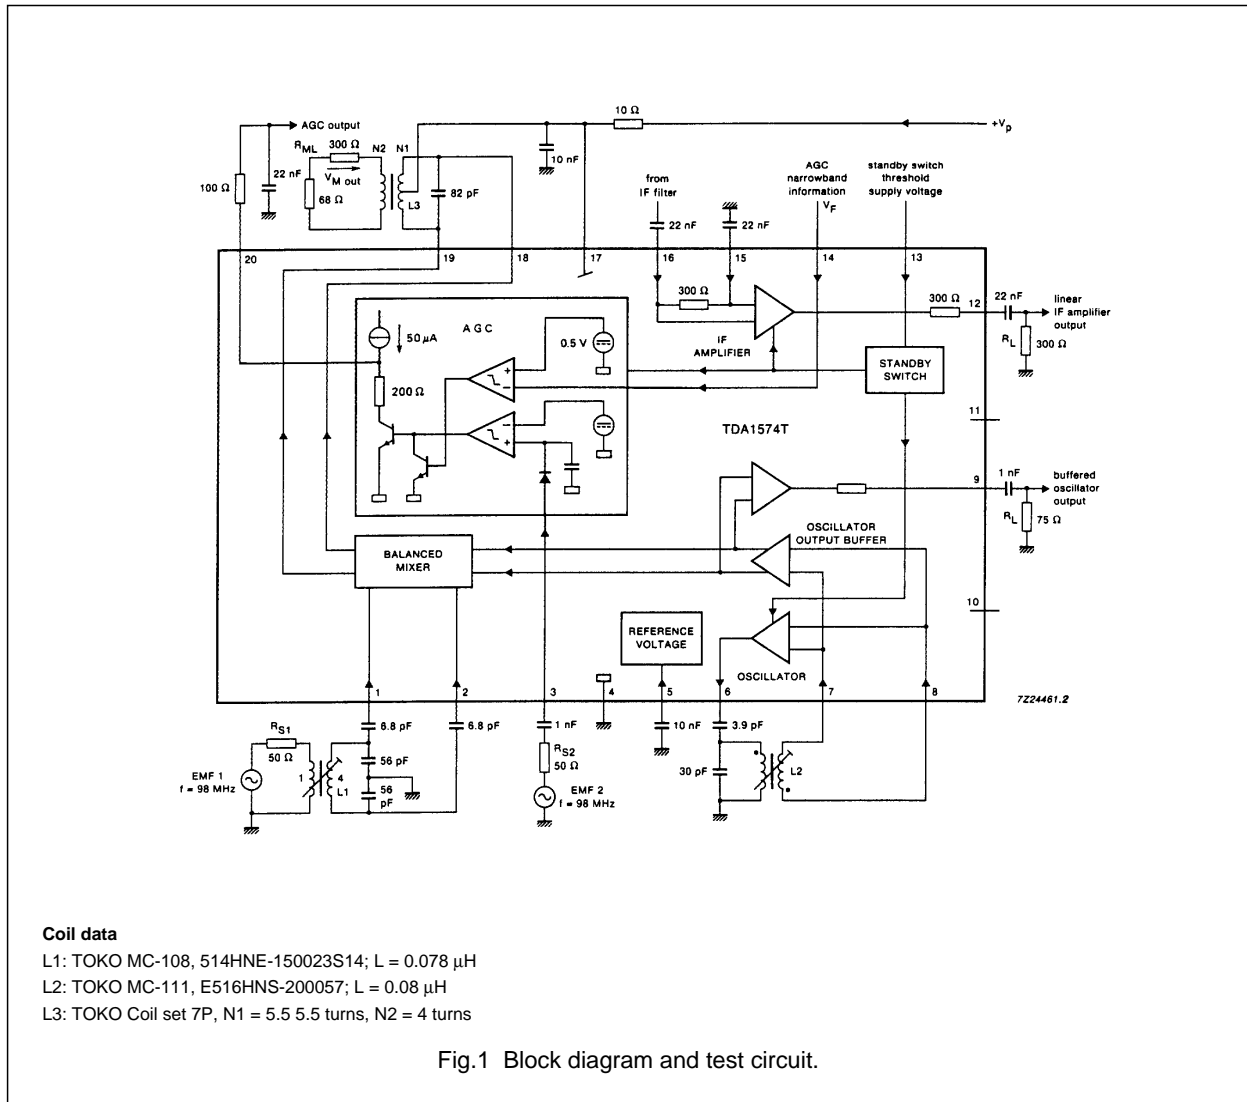 10 Ω
+Vp
AGC output
RML
300 Ω
N2
N1
22 nF
VM out
100 Ω
68 Ω
L3
82 pF
10 nF
from
IF filter
AGC
narrowband
information
VF
standby switch
threshold
supply voltage
22 nF
22 nF
20
19
18
17
16
15
14
13
300 Ω
300 Ω
12
22 nF
linear
IF amplifier
output
RL
300 Ω
AGC
50 μA
0.5 V
IF
AMPLIFIER
STANDBY
SWITCH
200 Ω
TDA1574T
11
9
1 nF
buffered
oscillator
output
RL
75 Ω
OSCILLATOR
OUTPUT BUFFER
BALANCED
MIXER
10
REFERENCE
VOLTAGE
OSCILLATOR
1
2
3
4
5
6
7
8
7Z24461.2
RS1
50 Ω
6.8 pF
6.8 pF
1 nF
10 nF
3.9 pF
EMF 1
f = 98 MHz
1
4
L1
56 pF
56
pF
RS2
50 Ω
EMF 2
f = 98 MHz
30 pF
L2
Coil data
L1: TOKO MC-108, 514HNE-150023S14; L = 0.078 μH
L2: TOKO MC-111, E516HNS-200057; L = 0.08 μH
L3: TOKO Coil set 7P, N1 = 5.5 5.5 turns, N2 = 4 turns
Fig.1 Block diagram and test circuit.